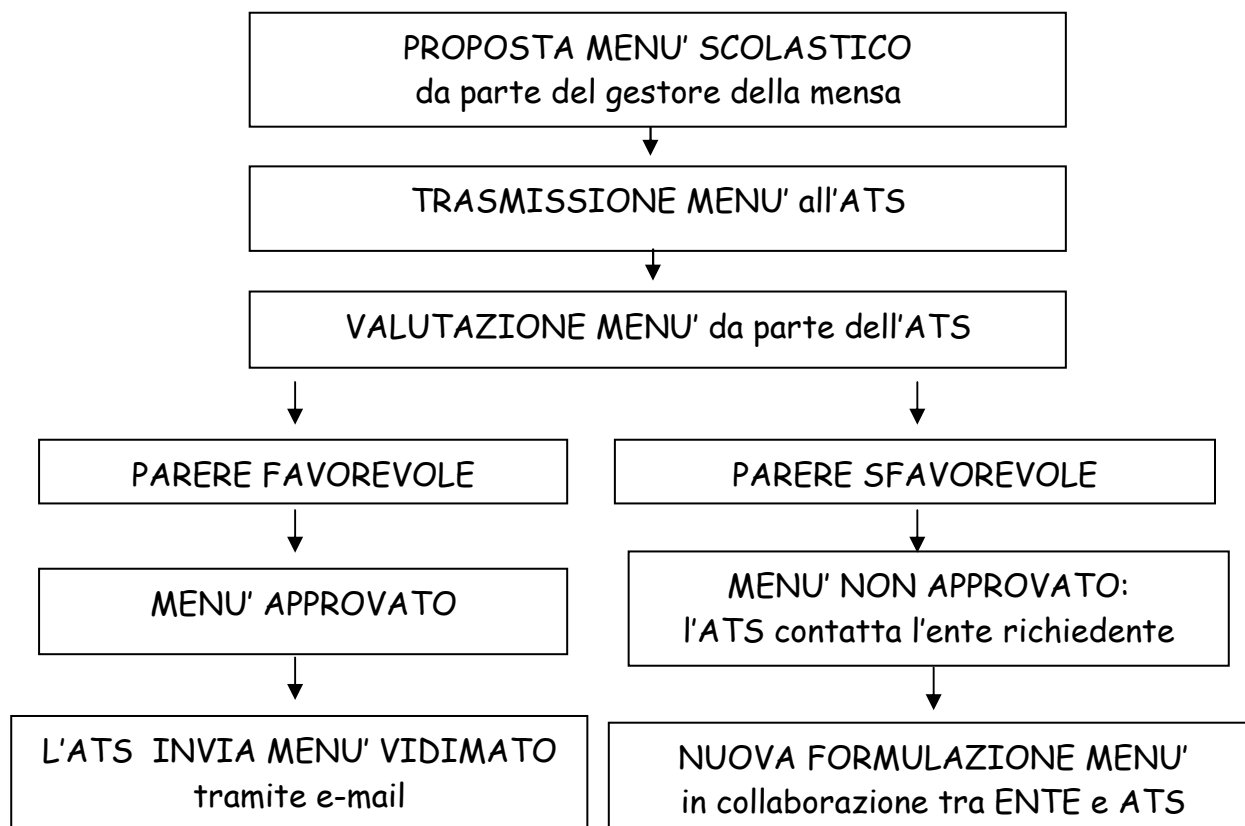 PROPOSTA MENU’ SCOLASTICO
da parte del gestore della mensa
TRASMISSIONE MENU’ all’ATS
VALUTAZIONE MENU’ da parte dell’ATS
PARERE FAVOREVOLE
PARERE SFAVOREVOLE
MENU’ APPROVATO
MENU’ NON APPROVATO:
l’ATS contatta l’ente richiedente
L’ATS INVIA MENU’ VIDIMATO
tramite e-mail
NUOVA FORMULAZIONE MENU’
in collaborazione tra ENTE e ATS